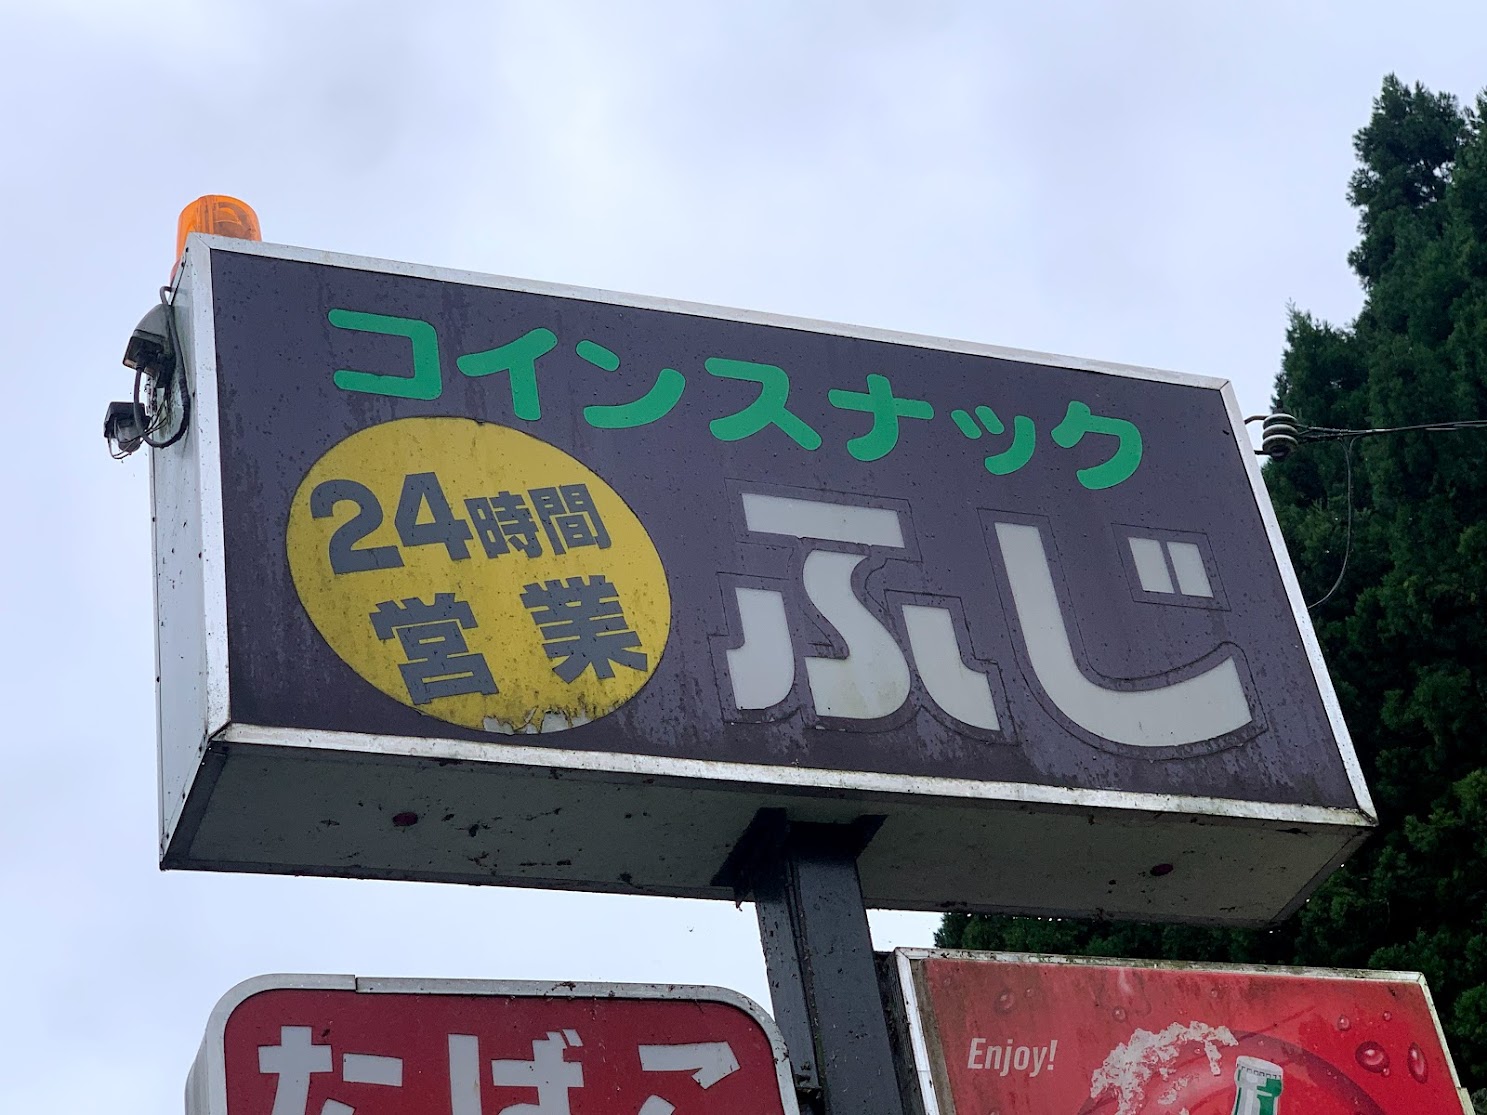 コインスナック
24時間
営業
ふじ
たばこ
Enjoy!